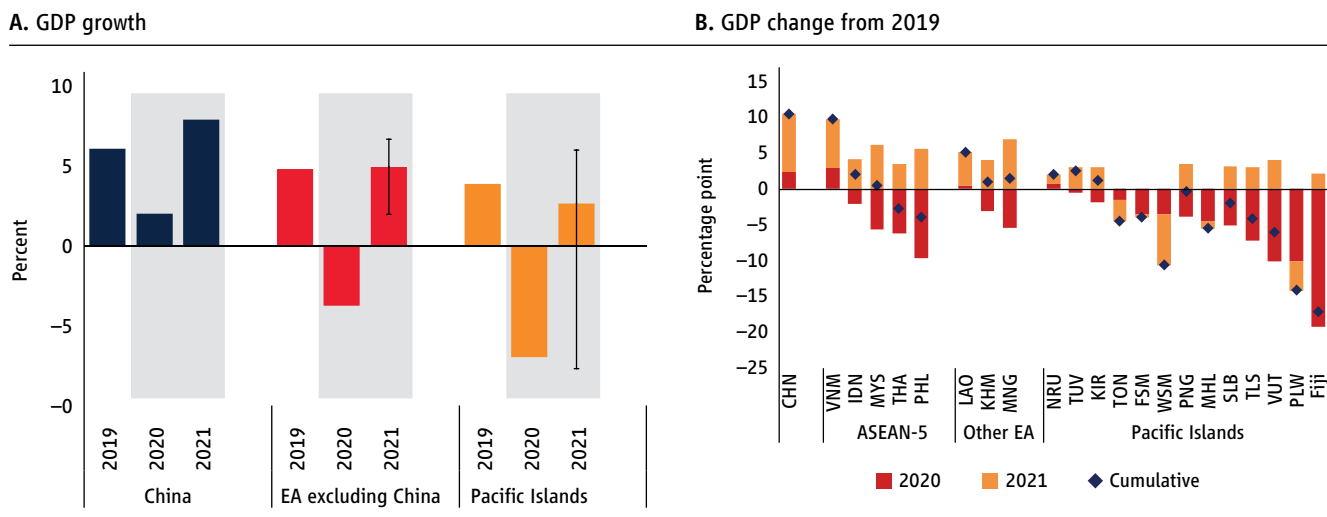 A. GDP growth
Percent
10
5
0
−5
−0
2019
2020
2021
2019
2020
2021
2019
2020
2021
China
EA excluding China
Pacific Islands
B. GDP change from 2019
Percentage point
15
10
5
0
−5
−10
−15
−20
−25
CHN
VNM
IDN
MYS
THA
PHL
LAO
KHM
MNG
NRU
TUV
KIR
TON
FSM
WSM
PNG
MHL
SLB
TLS
VUT
PLW
Fiji
ASEAN-5
Other EA
Pacific Islands
2020
2021
Cumulative